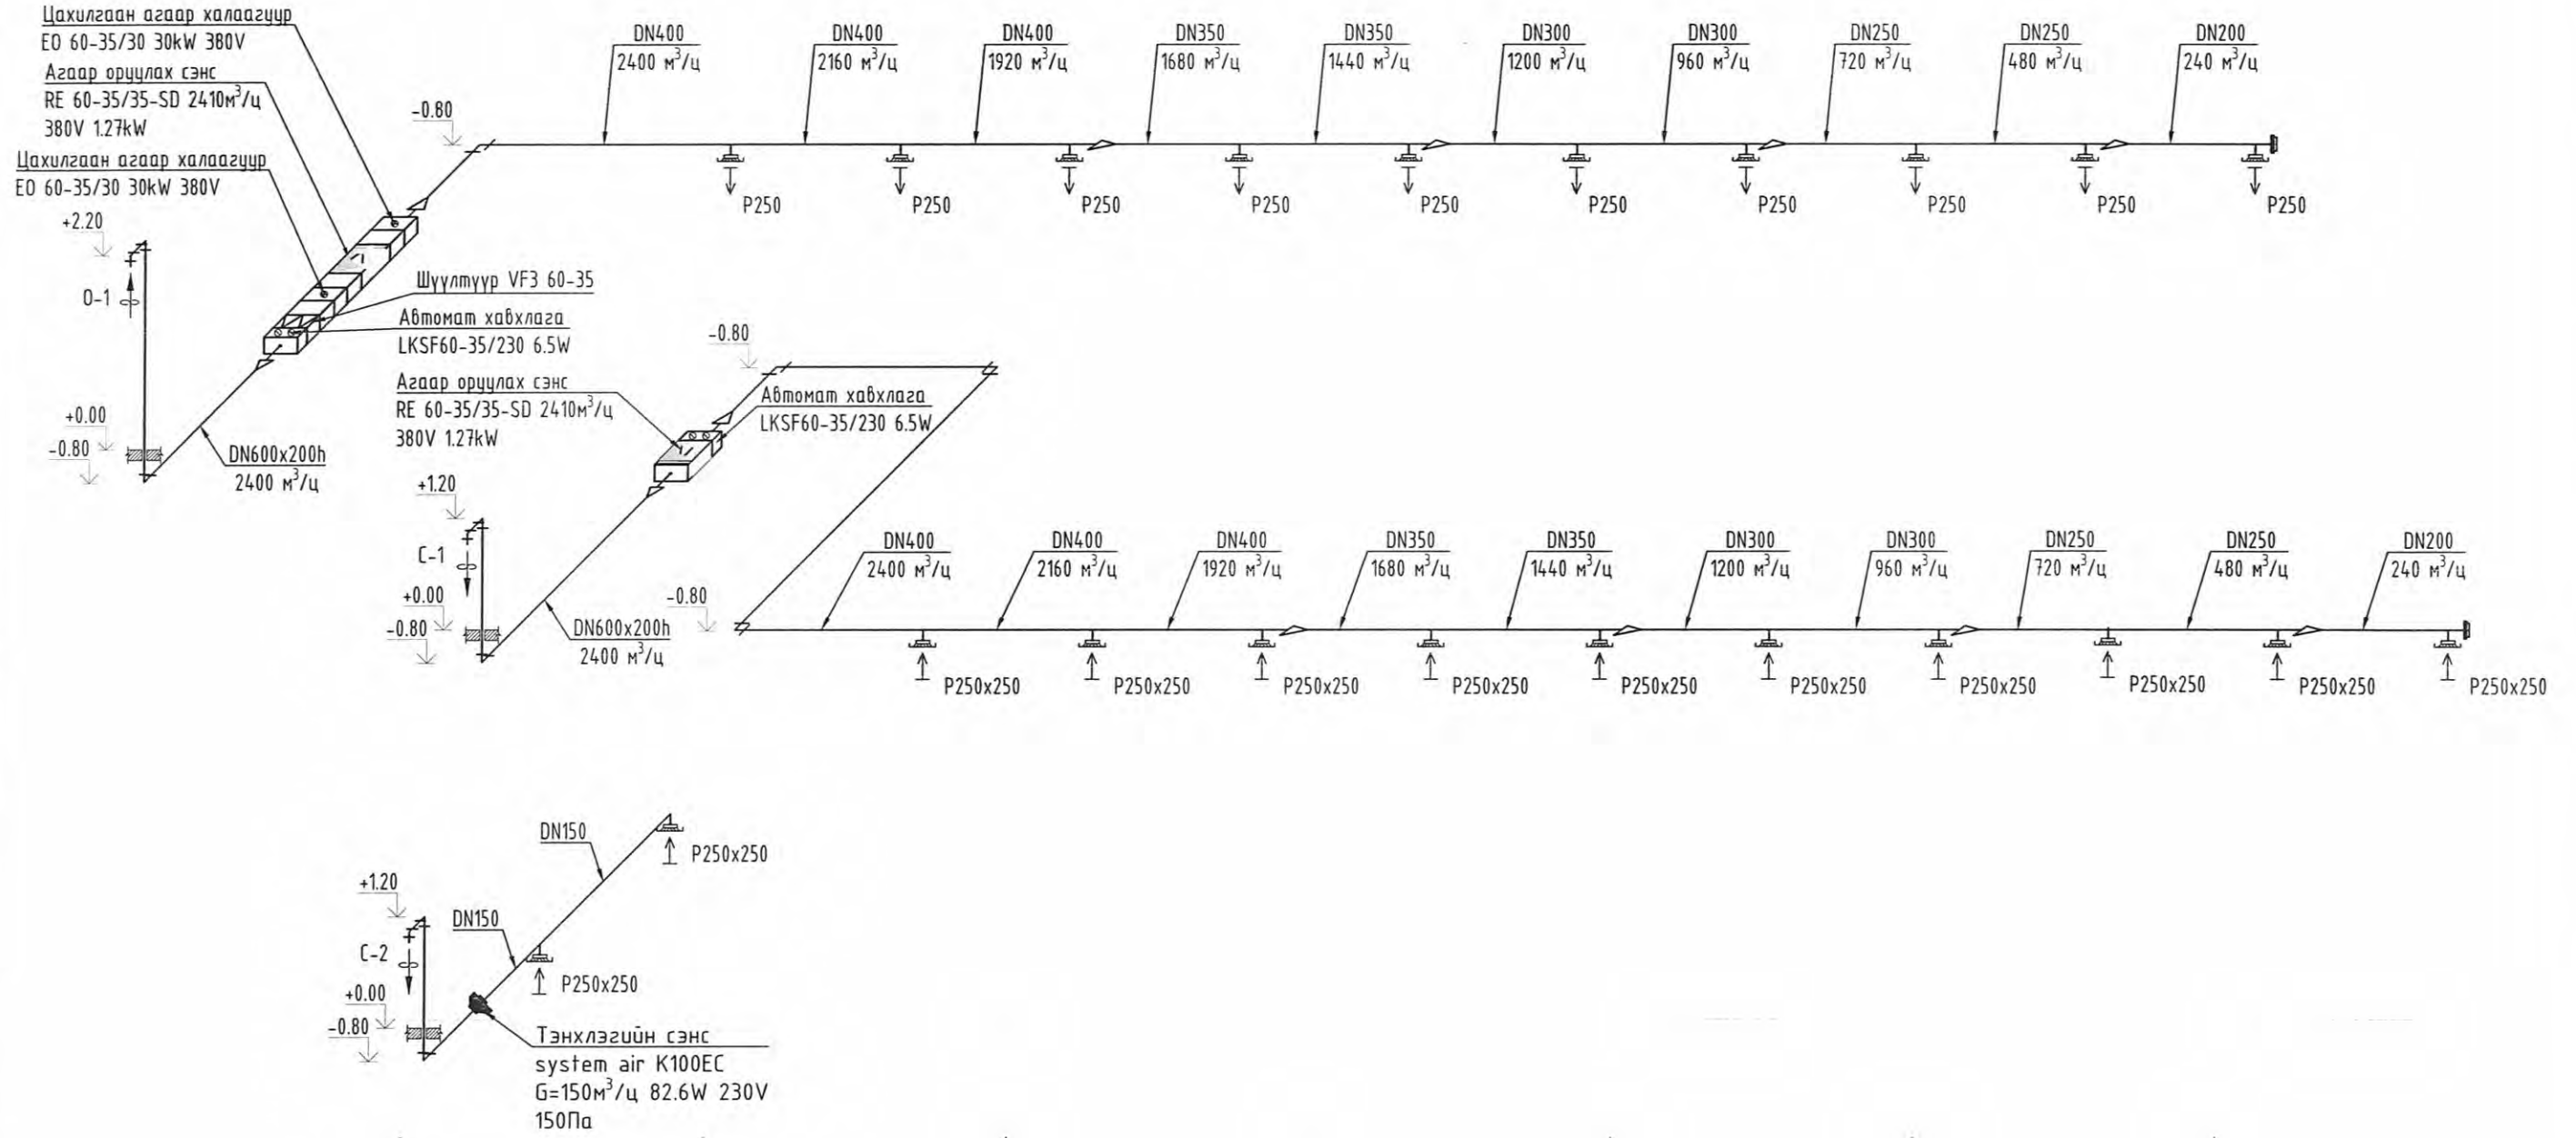 Цахилгаан агаар халаагуур
ЕО 60-35/30 30kW 380V
Агаар оруулах сэнс
RE 60-35/35-SD 2410м³/ц
380V 1.27kW
Цахилгаан агаар халаагуур
ЕО 60-35/30 30kW 380V
+2.20
О-1
+0.00
-0.80
DN600x200h
2400 м³/ц
Шүүлтүүр VF3 60-35
Автомат хавхлага
LKSF60-35/230 6.5W
-0.80
DN400
2400 м³/ц
DN400
2160 м³/ц
DN400
1920 м³/ц
DN350
1680 м³/ц
DN350
1440 м³/ц
DN300
1200 м³/ц
DN300
960 м³/ц
DN250
720 м³/ц
DN250
480 м³/ц
DN200
240 м³/ц
P250
P250
P250
P250
P250
P250
P250
P250
P250
P250
-0.80
Агаар оруулах сэнс
RE 60-35/35-SD 2410м³/ц
380V 1.27kW
Автомат хавхлага
LKSF60-35/230 6.5W
+1.20
С-1
+0.00
-0.80
DN600x200h
2400 м³/ц
-0.80
DN400
2400 м³/ц
DN400
2160 м³/ц
DN400
1920 м³/ц
DN350
1680 м³/ц
DN350
1440 м³/ц
DN300
1200 м³/ц
DN300
960 м³/ц
DN250
720 м³/ц
DN250
480 м³/ц
DN200
240 м³/ц
P250x250
P250x250
P250x250
P250x250
P250x250
P250x250
P250x250
P250x250
P250x250
P250x250
DN150
P250x250
+1.20
DN150
С-2
P250x250
+0.00
-0.80
Тэнхлэгийн сэнс
system air K100EC
G=150м³/ц 82.6W 230V
150Па